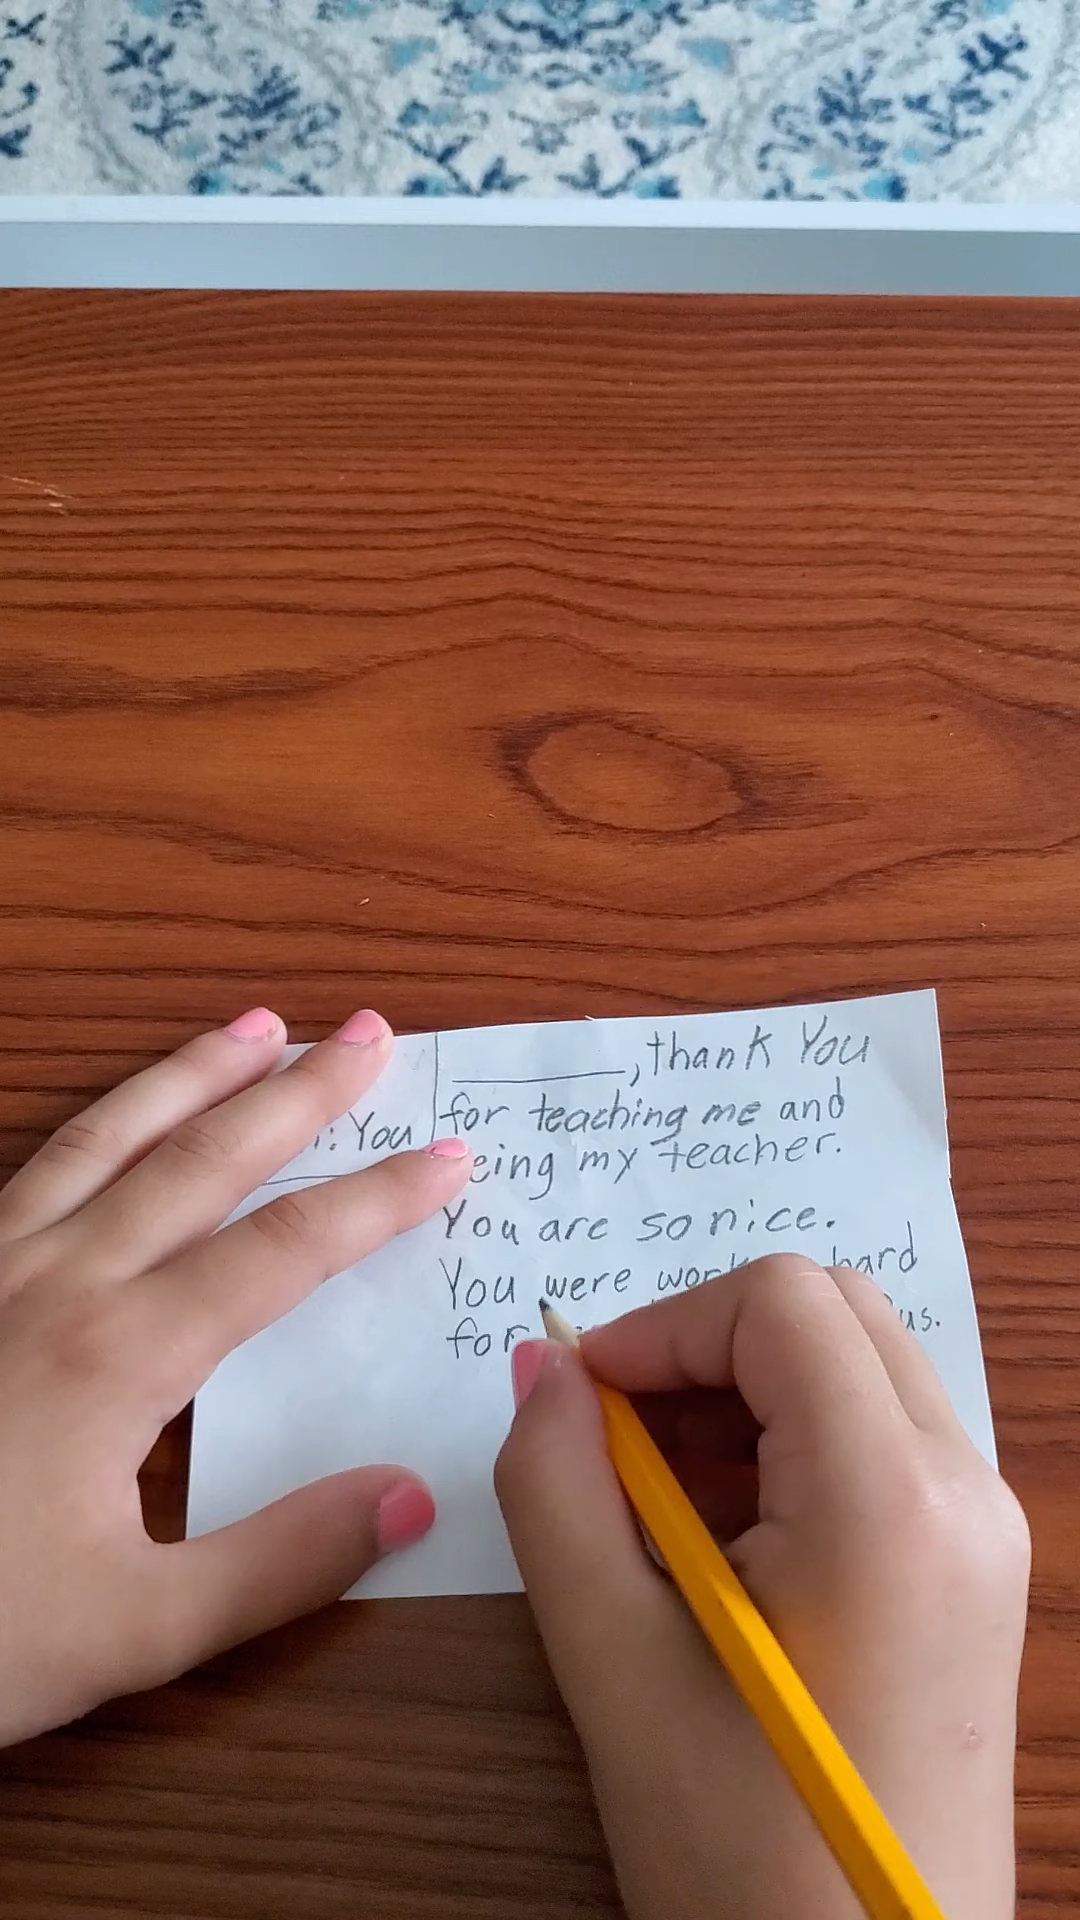 ______, thank You
: You
for teaching me and
eing my teacher.
You are so nice.
You were hard
for us.